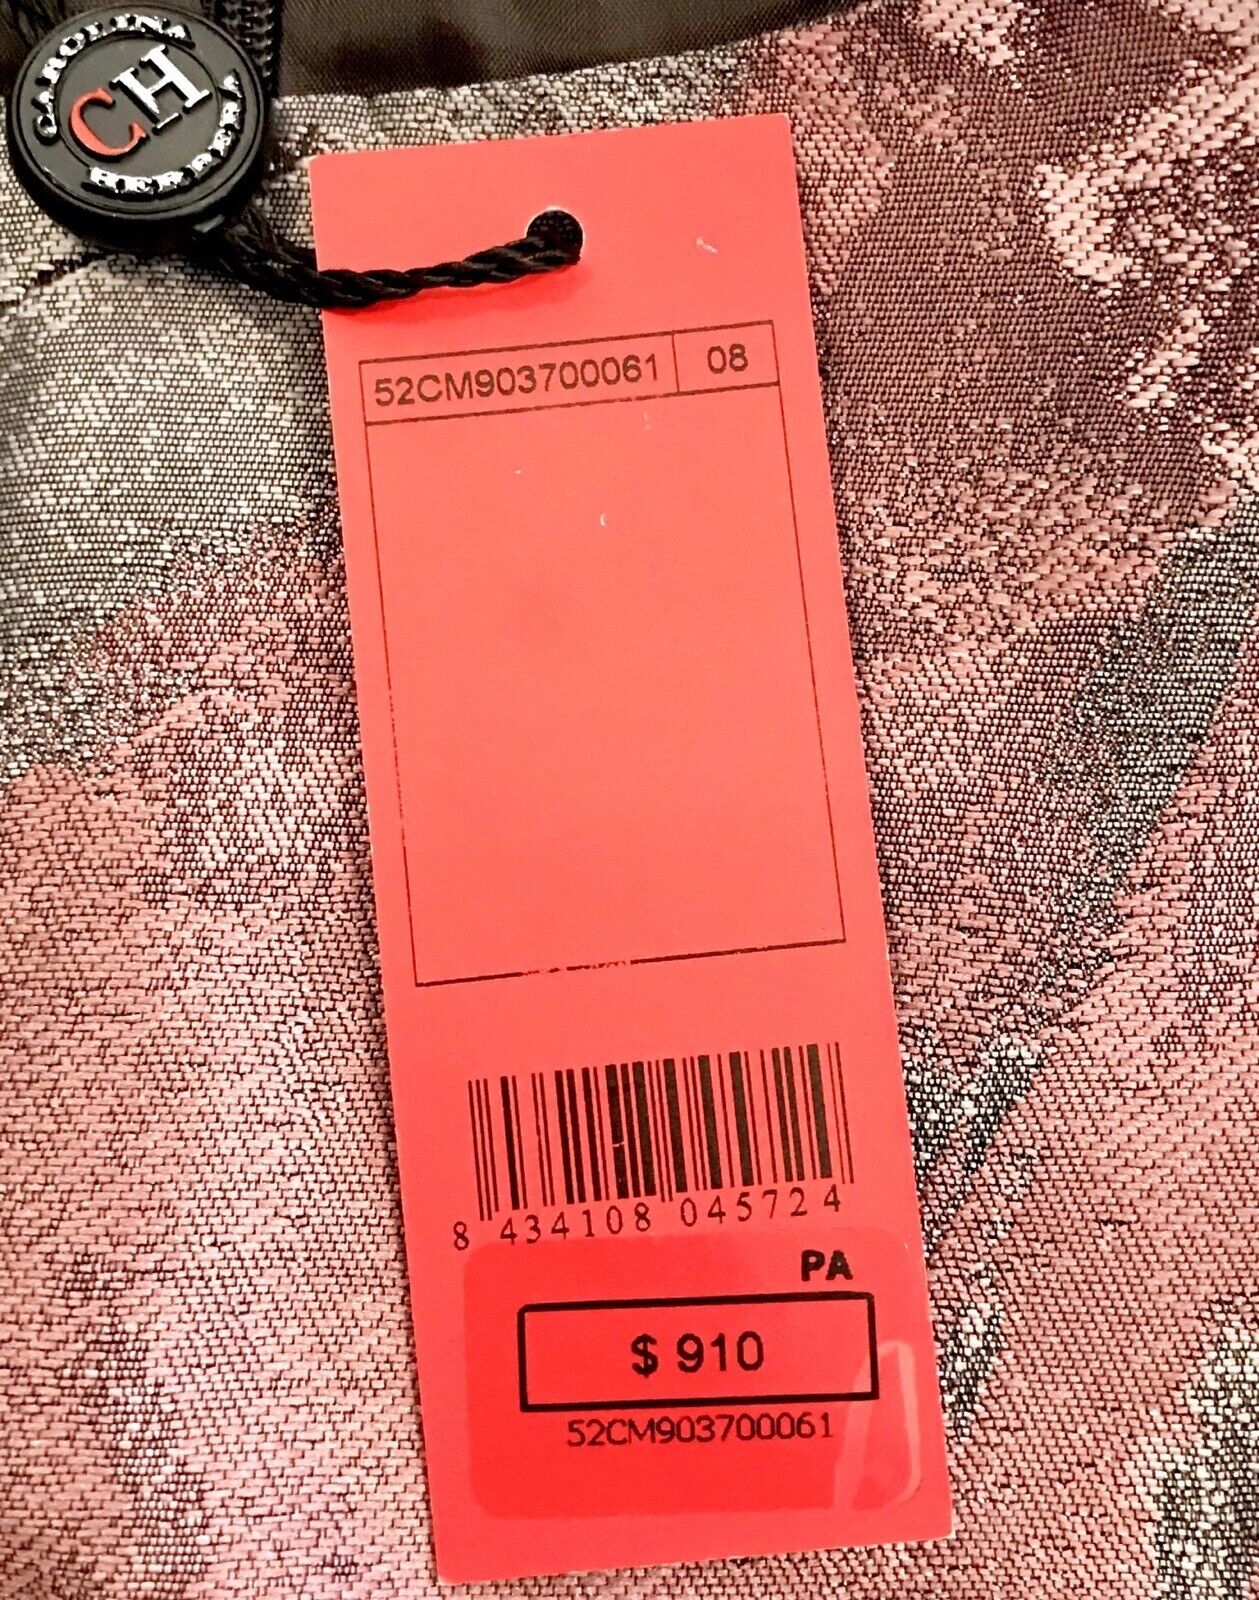 CAROLINA
CH
HERRERA
52CM903700061 08
8 434108 045724
PA
$ 910
52CM903700061